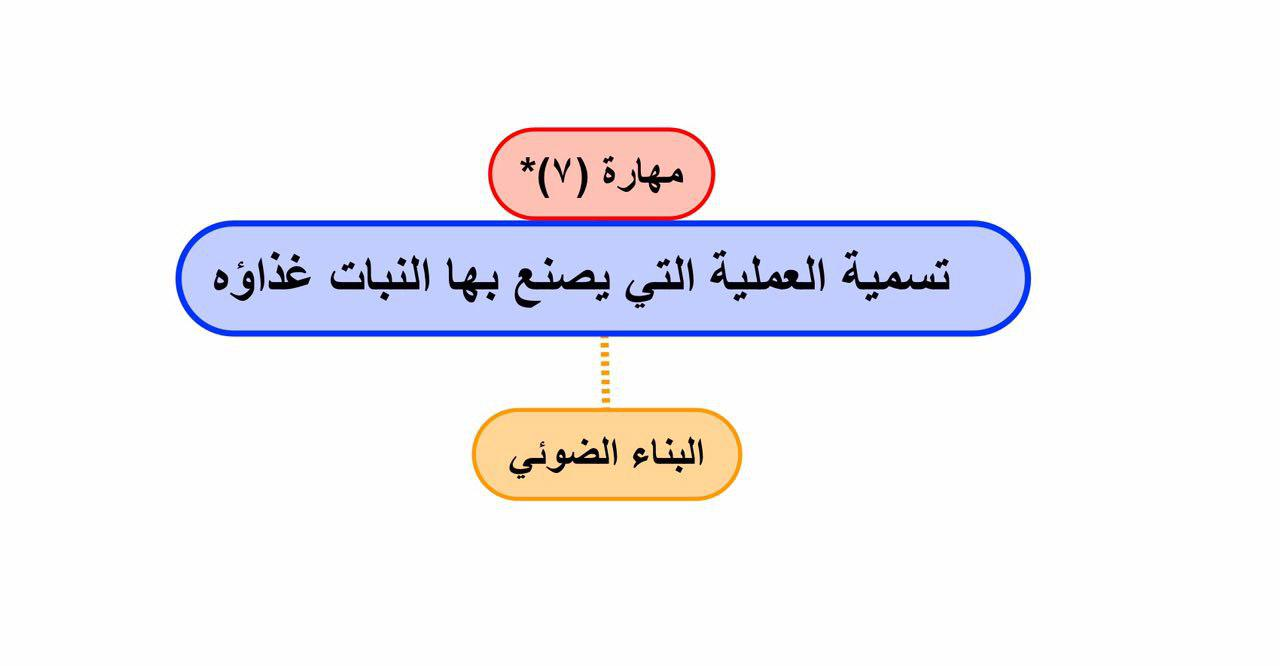 مهارة (٧)*
تسمية العملية التي يصنع بها النبات غذاؤه
البناء الضوئي